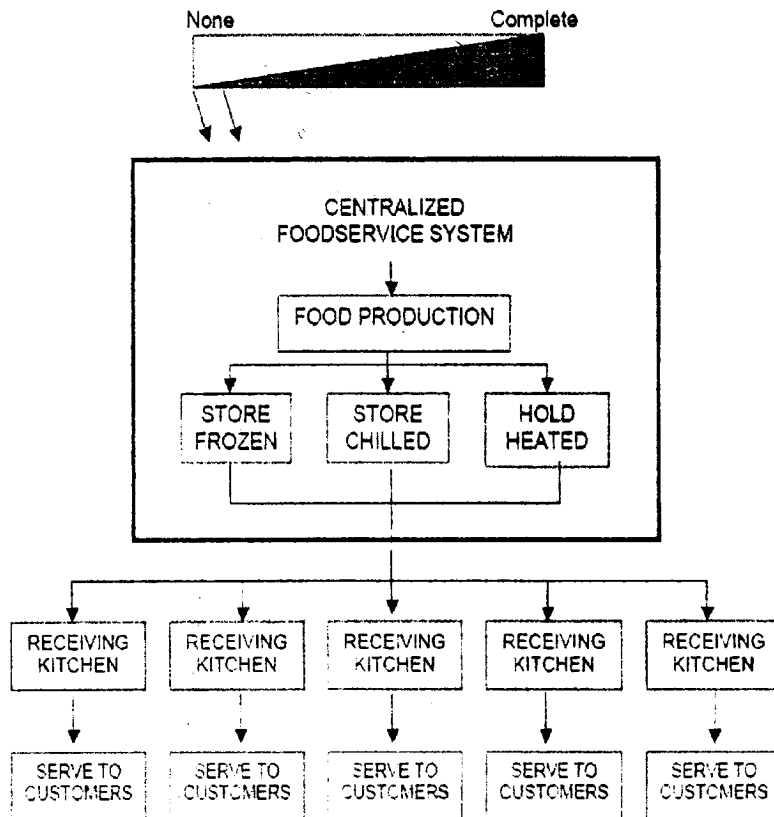 None Complete
CENTRALIZED
FOODSERVICE SYSTEM
FOOD PRODUCTION
STORE
FROZEN
STORE
CHILLED
HOLD
HEATED
RECEIVING
KITCHEN
RECEIVING
KITCHEN
RECEIVING
KITCHEN
RECEIVING
KITCHEN
RECEIVING
KITCHEN
SERVE TO
CUSTOMERS
SERVE TO
CUSTOMERS
SERVE TO
CUSTOMERS
SERVE TO
CUSTOMERS
SERVE TO
CUSTOMERS